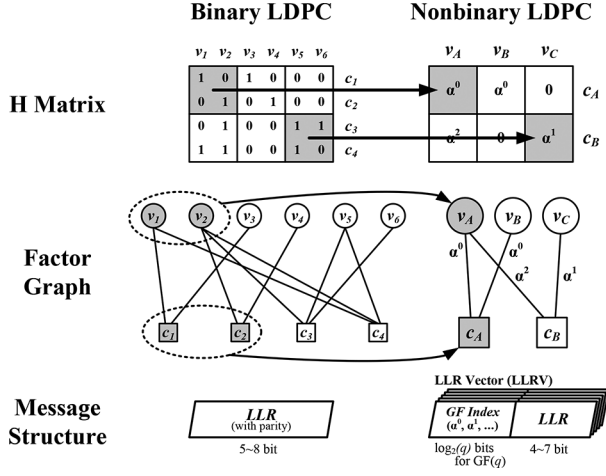 Binary LDPC
Nonbinary LDPC
v1 v2 v3 v4 v5 v6
vA vB vC
H Matrix
1 0 1 0 0 0 c1
0 1 0 1 0 0 c2
0 1 0 0 1 1 c3
1 1 0 0 1 0 c4
α⁰ α⁰ 0 cA
α² 0 α¹ cB
Factor
Graph
v1 v2 v3 v4 v5 v6
c1 c2 c3 c4
vA vB vC
α⁰ α⁰ α² α¹
cA cB
Message
Structure
LLR
(with parity)
5~8 bit
LLR Vector (LLRV)
GF Index
(α⁰, α¹, ...)
LLR
log₂(q) bits
for GF(q)
4~7 bit